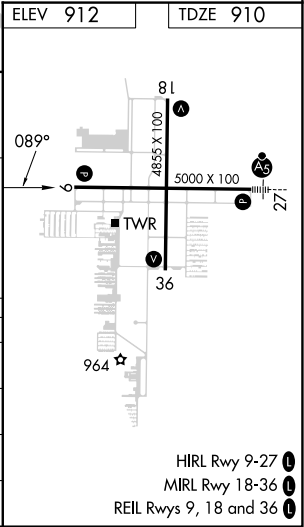 ELEV 912
TDZE 910
18
V
4855 X 100
089°
P
A5
5000 X 100
9
P
27
TWR
V
36
964
HIRL Rwy 9-27 L
MIRL Rwy 18-36 L
REIL Rwys 9, 18 and 36 L